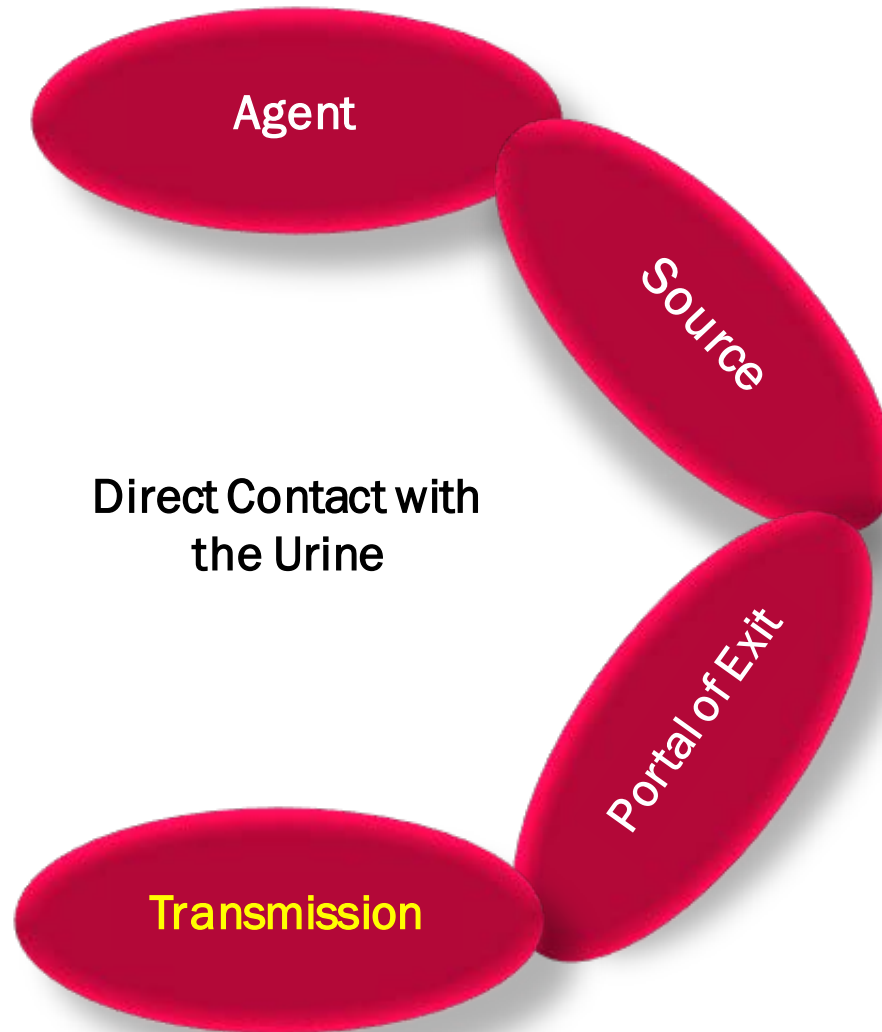 Agent
Source
Direct Contact with
the Urine
Portal of Exit
Transmission